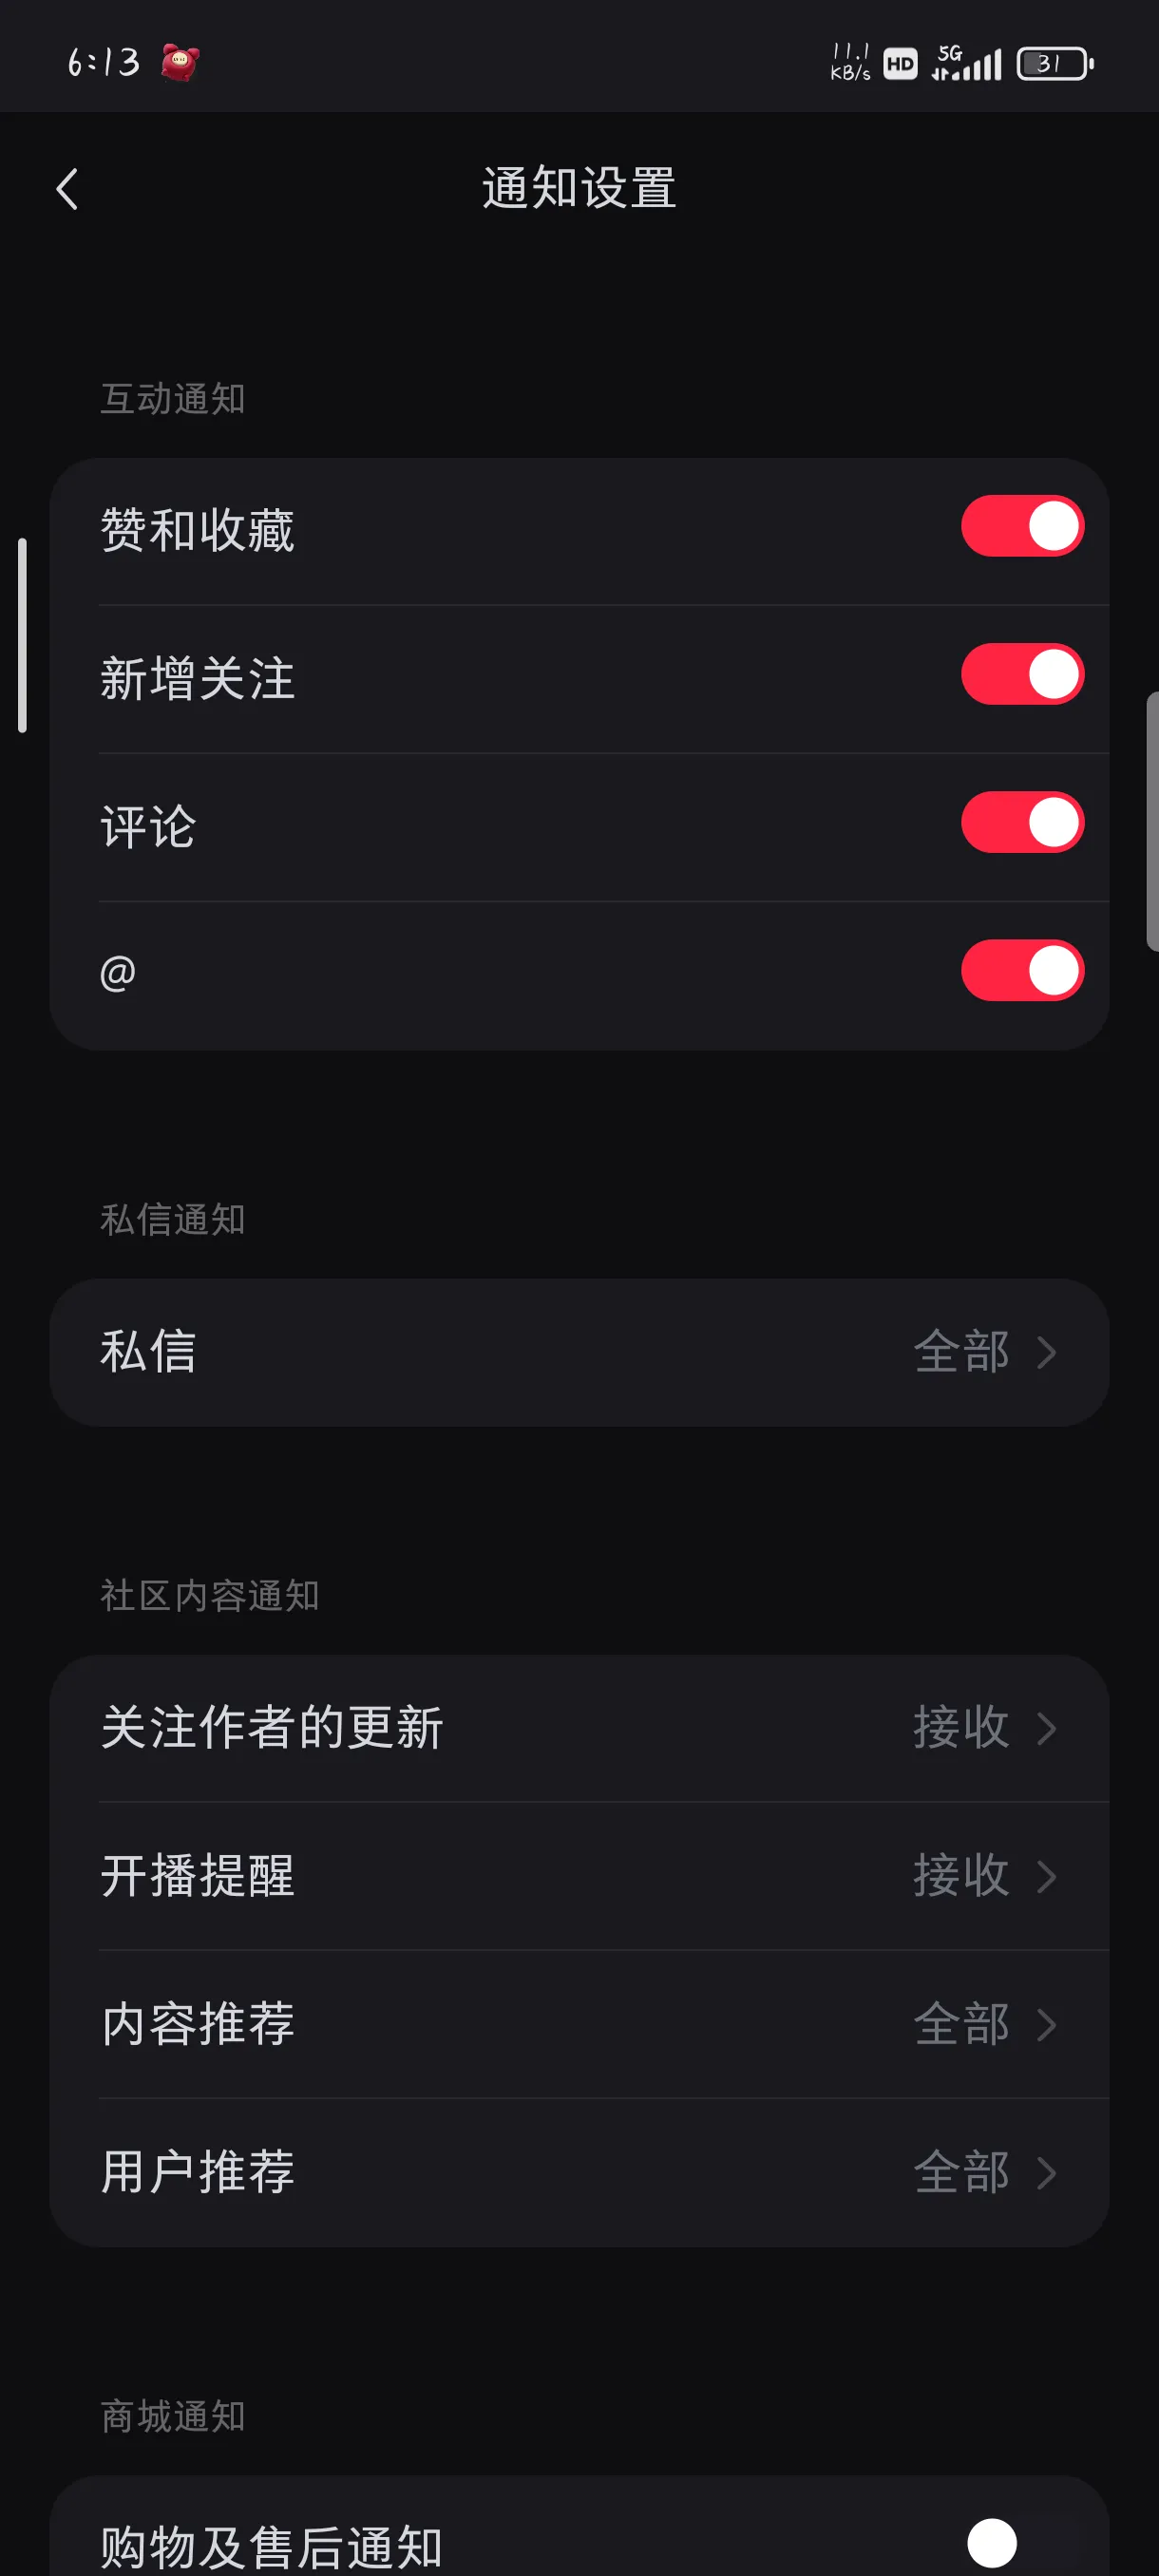 6:13
11.1 KB/s HD 5G 31
通知设置
互动通知
赞和收藏
新增关注
评论
@
私信通知
私信 全部
社区内容通知
关注作者的更新 接收
开播提醒 接收
内容推荐 全部
用户推荐 全部
商城通知
购物及售后通知